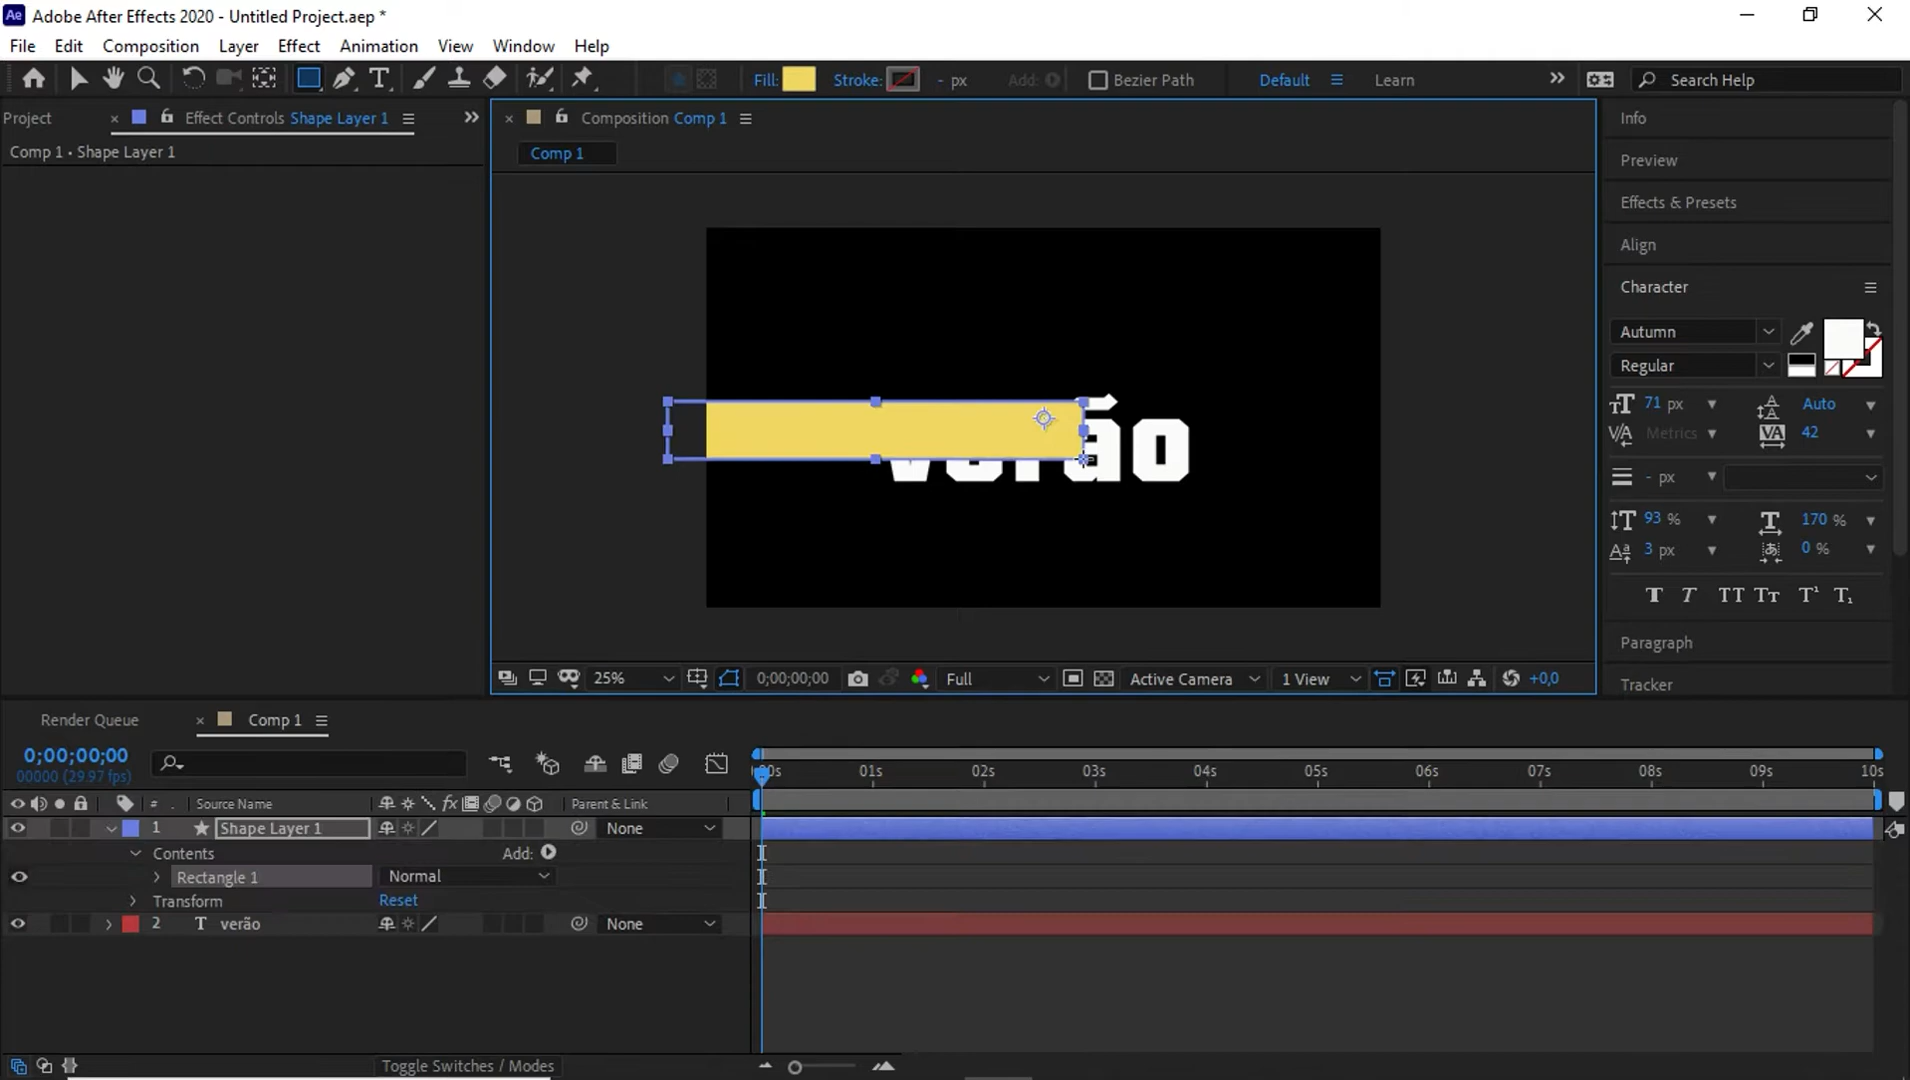 Adobe After Effects 2020 - Untitled Project.aep *
File Edit Composition Layer Effect Animation View Window Help
Fill: Stroke: - px Add: Bezier Path Default Learn Search Help
Project Effect Controls Shape Layer 1
Comp 1 • Shape Layer 1
Composition Comp 1
Comp 1
verão
25% 0;00;00;00 Full Active Camera 1 View +0,0
Info
Preview
Effects & Presets
Align
Character
Autumn
Regular
71 px Auto
Metrics 42
- px
93 % 170 %
3 px 0 %
Paragraph
Tracker
Render Queue Comp 1
0;00;00;00
00000 (29.97 fps)
00s 01s 02s 03s 04s 05s 06s 07s 08s 09s 10s
# . Source Name fx Parent & Link
1 Shape Layer 1 None
Contents Add:
Rectangle 1 Normal
Transform Reset
2 T verão None
Toggle Switches / Modes